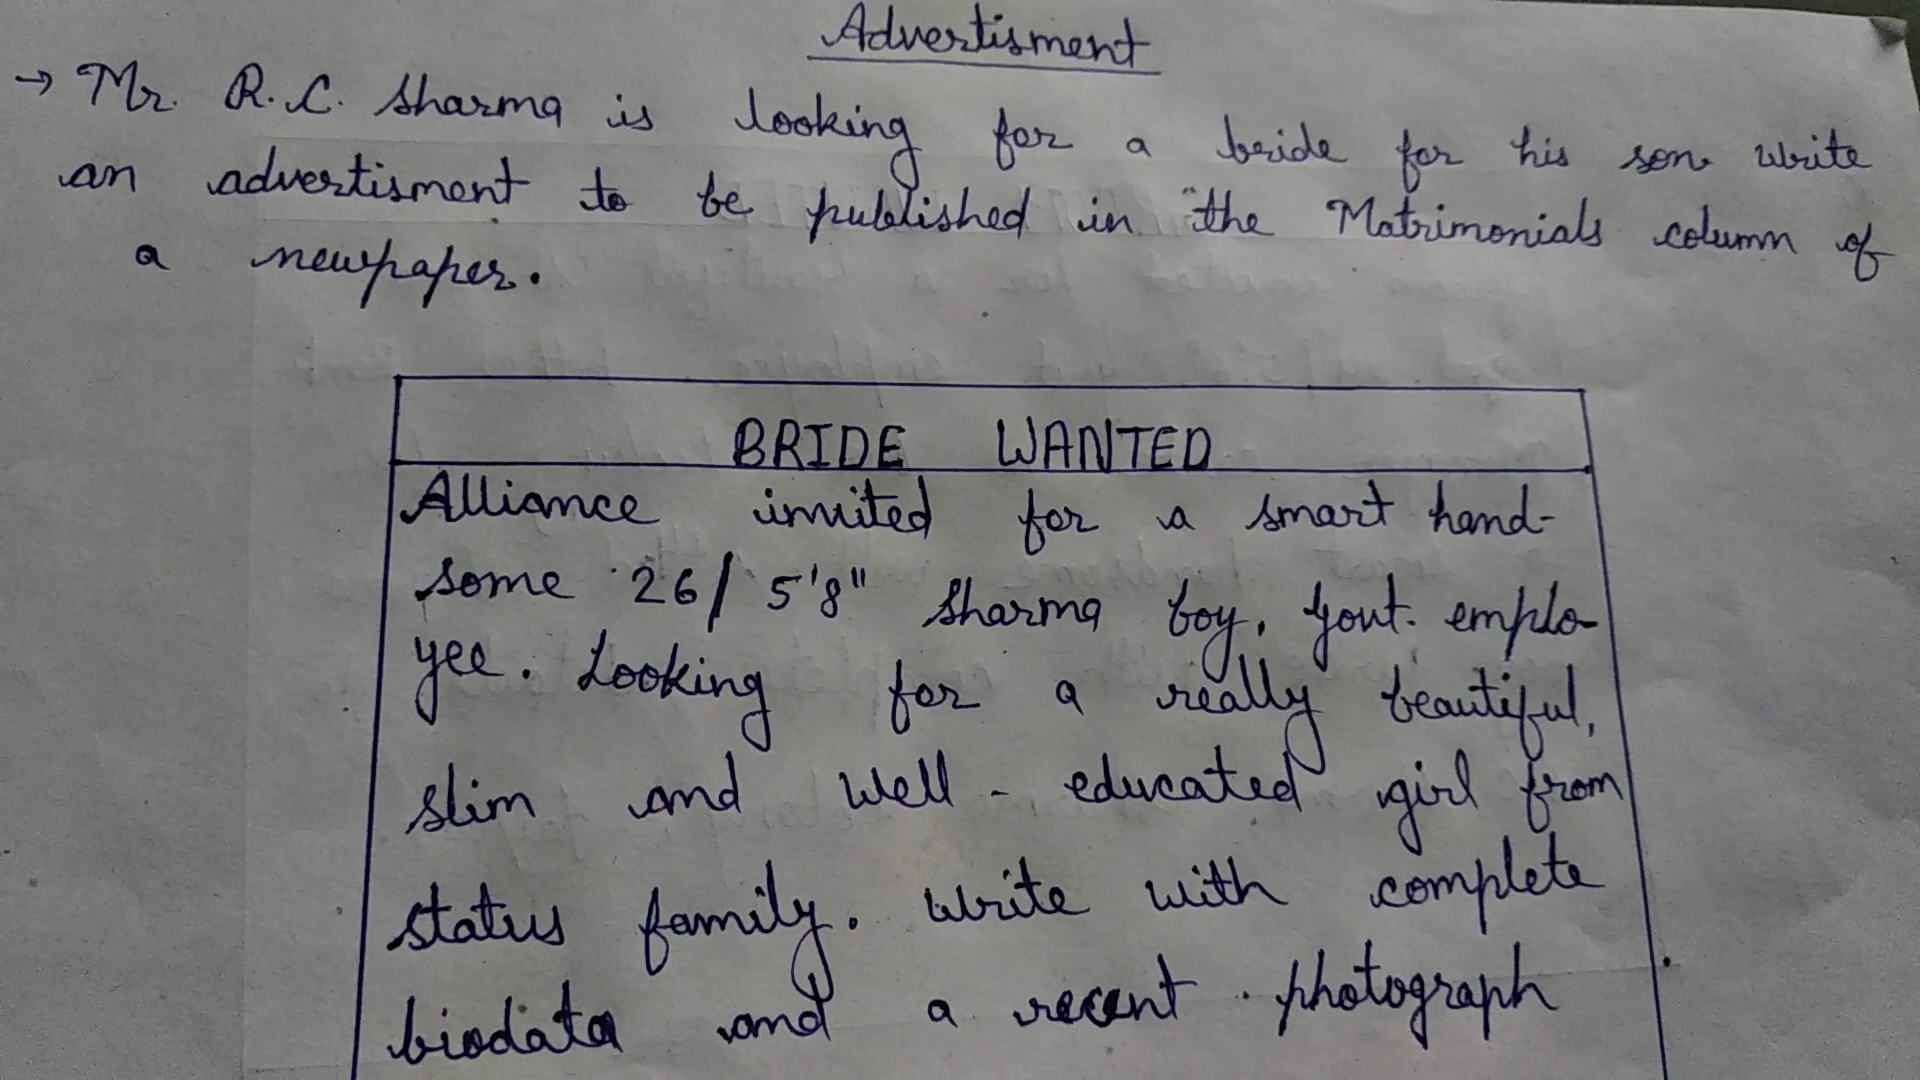 Advertisment
→ Mr. R.C. Sharma is looking for a bride for his son. Write
an advertisment to be published in the Matrimonials column of
a newpaper.
BRIDE WANTED
Alliance invited for a smart hand-
some 26/5'8" Sharma boy, Govt. emplo-
yee. Looking for a really beautiful,
slim and well-educated girl from
status family. Write with complete
biodata and a recent photograph